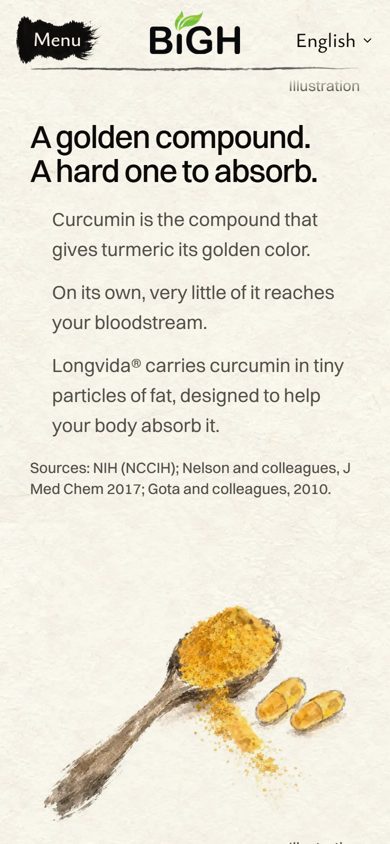 Menu
BiGH
English
Illustration
A golden compound.
A hard one to absorb.
Curcumin is the compound that
gives turmeric its golden color.
On its own, very little of it reaches
your bloodstream.
Longvida® carries curcumin in tiny
particles of fat, designed to help
your body absorb it.
Sources: NIH (NCCIH); Nelson and colleagues, J
Med Chem 2017; Gota and colleagues, 2010.